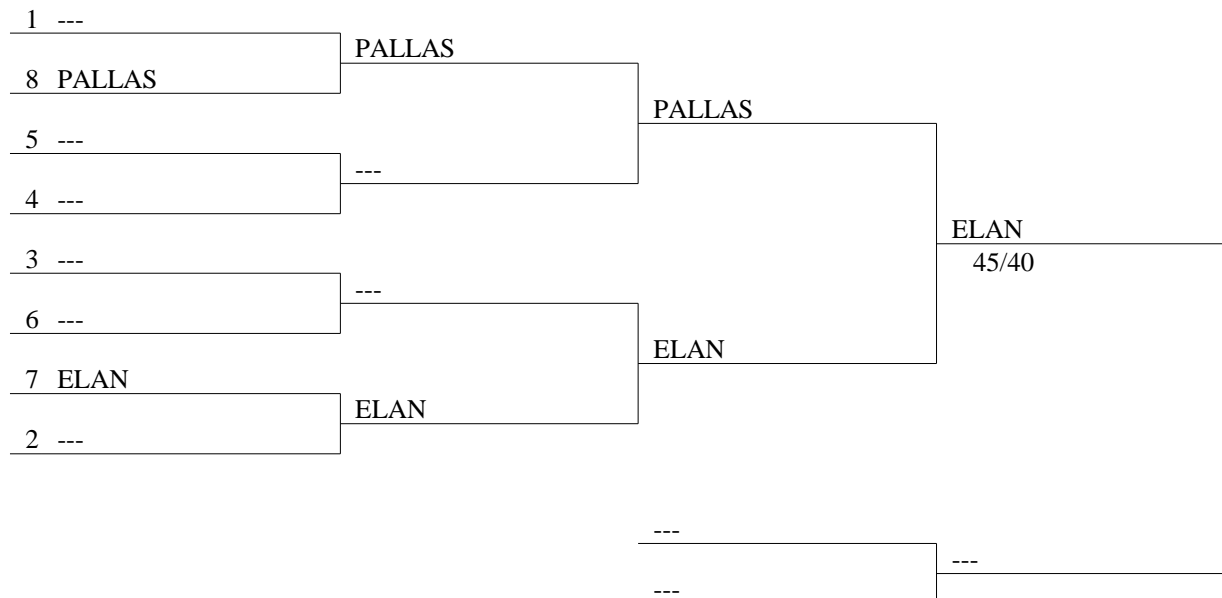 1 ---
8 PALLAS
5 ---
4 ---
3 ---
6 ---
7 ELAN
2 ---
PALLAS
---
---
ELAN
PALLAS
ELAN
ELAN
45/40
---
---
---